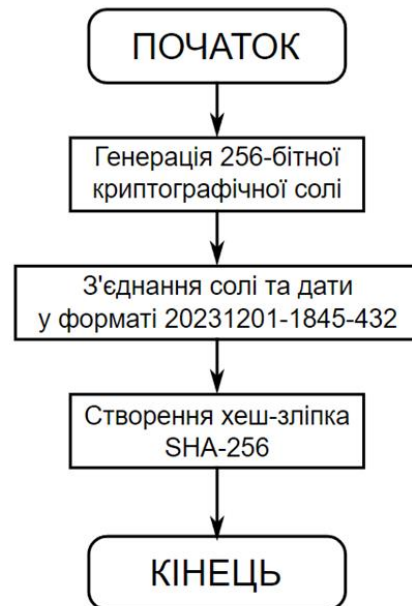 ПОЧАТОК
Генерація 256-бітної
криптографічної солі
З'єднання солі та дати
у форматі 20231201-1845-432
Створення хеш-зліпка
SHA-256
КІНЕЦЬ